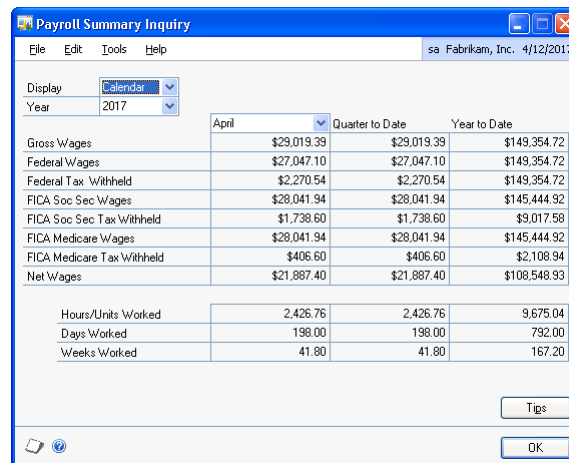 Payroll Summary Inquiry
File Edit Tools Help sa Fabrikam, Inc. 4/12/2017
Display Calendar
Year 2017
April Quarter to Date Year to Date
Gross Wages $29,019.39 $29,019.39 $149,354.72
Federal Wages $27,047.10 $27,047.10 $149,354.72
Federal Tax Withheld $2,270.54 $2,270.54 $149,354.72
FICA Soc Sec Wages $28,041.94 $28,041.94 $145,444.92
FICA Soc Sec Tax Withheld $1,738.60 $1,738.60 $9,017.58
FICA Medicare Wages $28,041.94 $28,041.94 $145,444.92
FICA Medicare Tax Withheld $406.60 $406.60 $2,108.94
Net Wages $21,887.40 $21,887.40 $108,548.93
Hours/Units Worked 2,426.76 2,426.76 9,675.04
Days Worked 198.00 198.00 792.00
Weeks Worked 41.80 41.80 167.20
Tips
OK